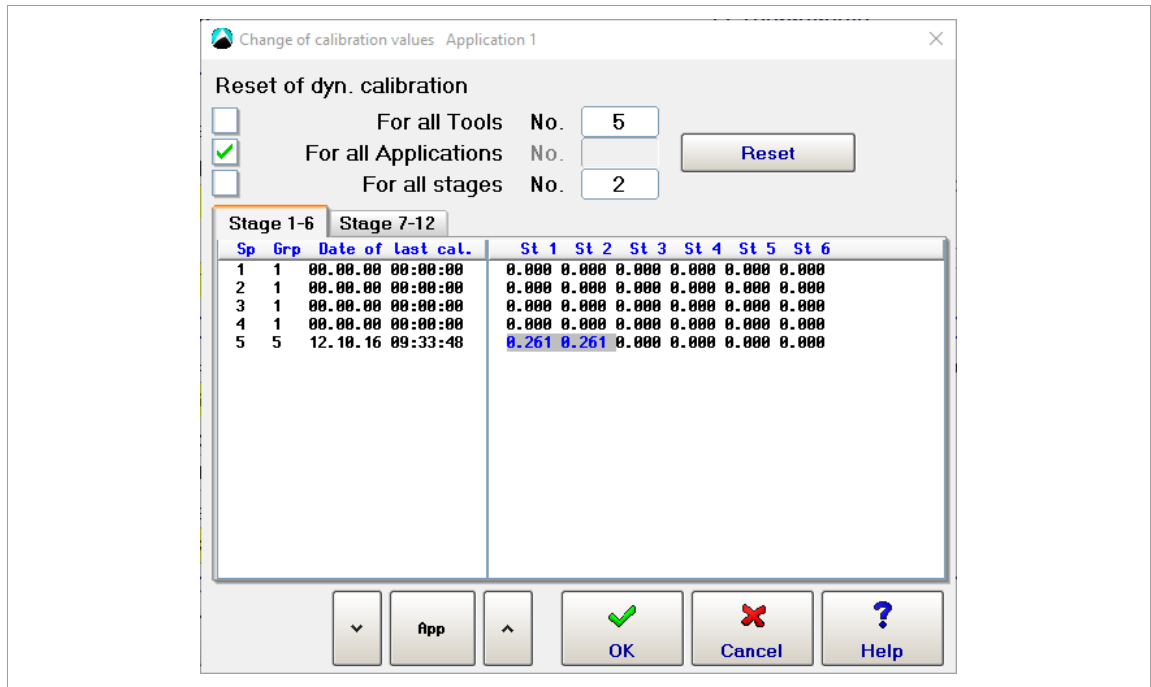 Change of calibration values Application 1
Reset of dyn. calibration
For all Tools No. 5
For all Applications No.
Reset
For all stages No. 2
Stage 1-6 Stage 7-12
Sp Grp Date of last cal. St 1 St 2 St 3 St 4 St 5 St 6
1 1 00.00.00 00:00:00 0.000 0.000 0.000 0.000 0.000 0.000
2 1 00.00.00 00:00:00 0.000 0.000 0.000 0.000 0.000 0.000
3 1 00.00.00 00:00:00 0.000 0.000 0.000 0.000 0.000 0.000
4 1 00.00.00 00:00:00 0.000 0.000 0.000 0.000 0.000 0.000
5 5 12.10.16 09:33:48 0.261 0.261 0.000 0.000 0.000 0.000
App
OK Cancel Help